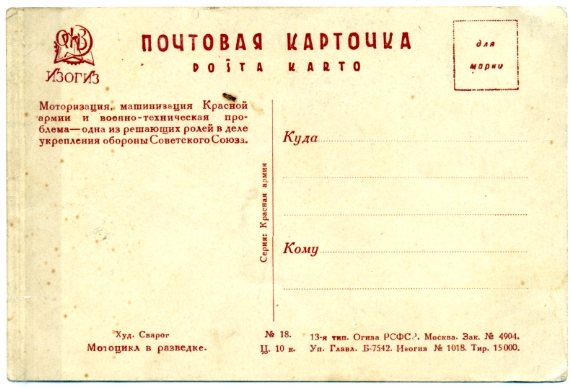 ИЗОГИЗ
ПОЧТОВАЯ КАРТОЧКА
POŜTA KARTO
для
марки
Моторизация, машинизация Красной
армии и военно-техническая про-
блема—одна из решающих ролей в деле
укрепления обороны Советского Союза.
Серия: Красная армия
Куда
Кому
Худ. Сварог
Мотоцикл в разведке.
№ 18.
Ц. 10 к.
13-я тип. Огиза РСФСР. Москва. Зак. № 4904.
Уп. Главл. Б-7542. Изогиз № 1018. Тир. 15000.